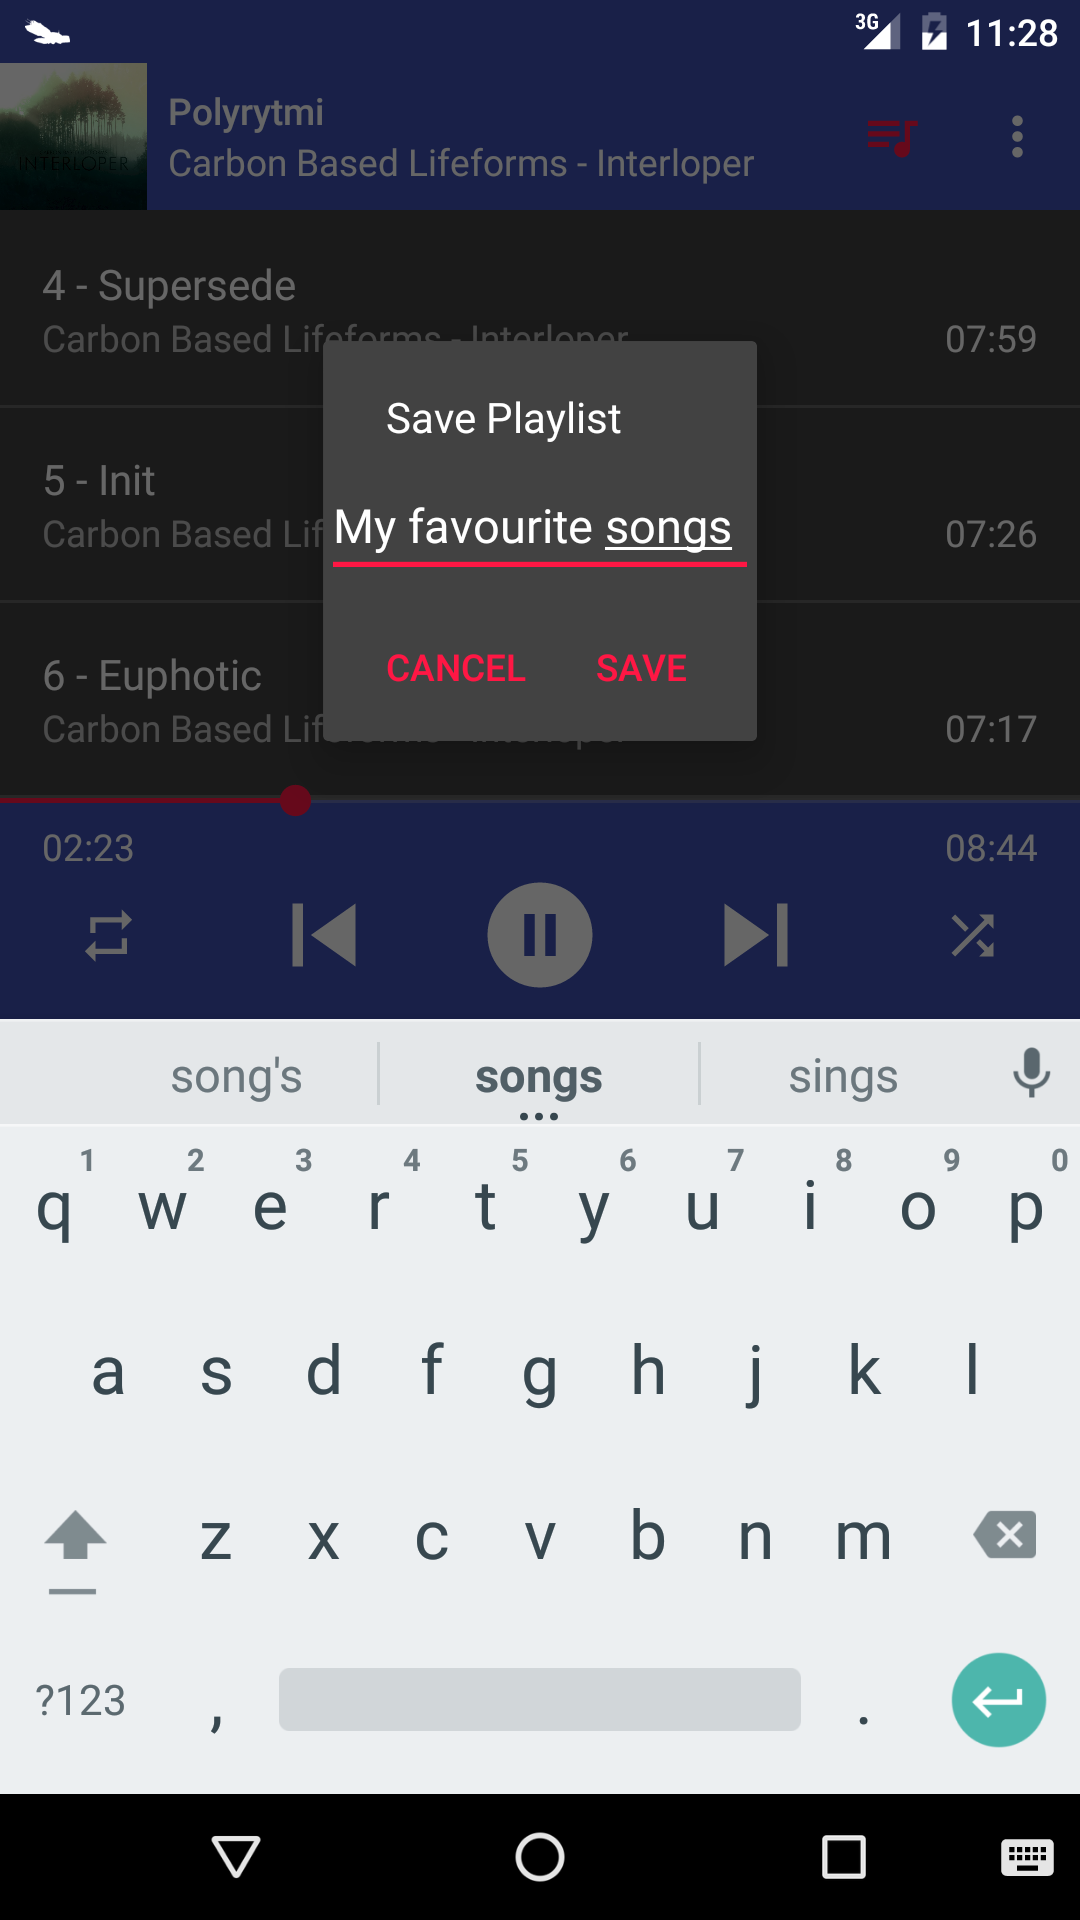 3G 11:28
INTERLOPER
Polyrytmi
Carbon Based Lifeforms - Interloper
4 - Supersede
Carbon Based Lifeforms - Interloper 07:59
Save Playlist
My favourite songs
CANCEL SAVE
5 - Init
Carbon Based Lif 07:26
6 - Euphotic
Carbon Based Lifeforms - Interloper 07:17
02:23 08:44
song's songs sings
1 2 3 4 5 6 7 8 9 0
q w e r t y u i o p
a s d f g h j k l
z x c v b n m
?123 , .